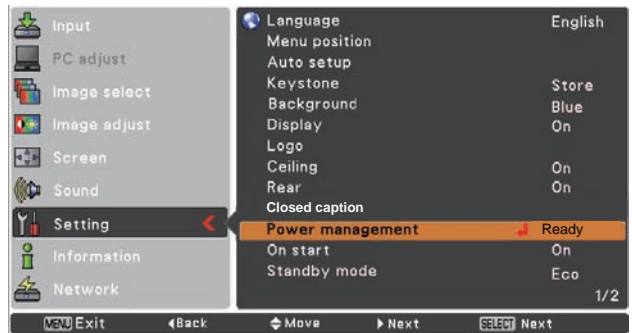 Input
PC adjust
Image select
Image adjust
Screen
Sound
Setting
Information
Network
Language English
Menu position
Auto setup
Keystone Store
Background Blue
Display On
Logo
Ceiling On
Rear On
Closed caption
Power management Ready
On start On
Standby mode Eco
1/2
MENU Exit Back Move Next SELECT Next